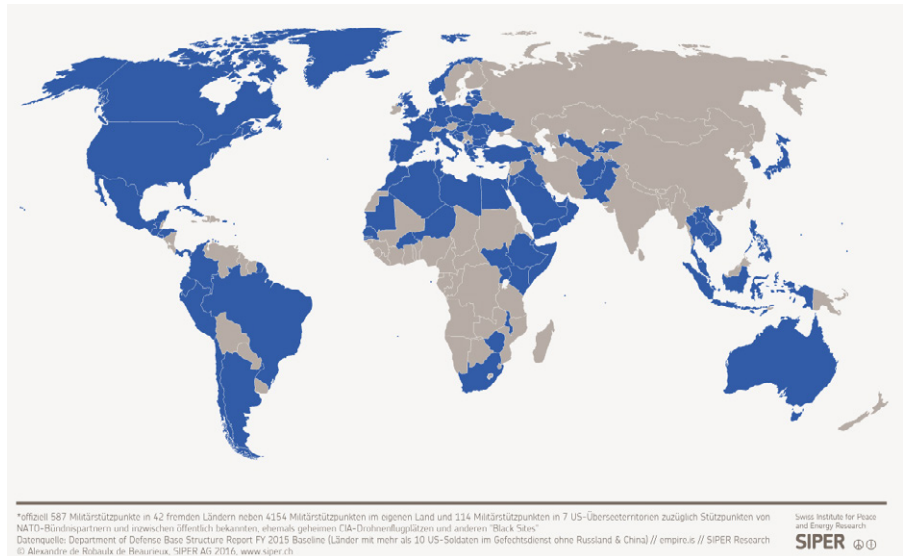 *offiziell 587 Militärstützpunkte in 42 fremden Ländern neben 4154 Militärstützpunkten im eigenen Land und 114 Militärstützpunkten in 7 US-Überseeterritorien zuzüglich Stützpunkten von
NATO-Bündnispartnern und inzwischen öffentlich bekannten, ehemals geheimen CIA-Drohnenflugplätzen und anderen "Black Sites"
Datenquelle: Department of Defense Base Structure Report FY 2015 Baseline (Länder mit mehr als 10 US-Soldaten im Gefechtsdienst ohne Russland & China) // empire.is // SIPER Research
© Alexandre de Robaulx de Beaurieux, SIPER AG 2016, www.siper.ch
Swiss Institute for Peace
and Energy Research
SIPER